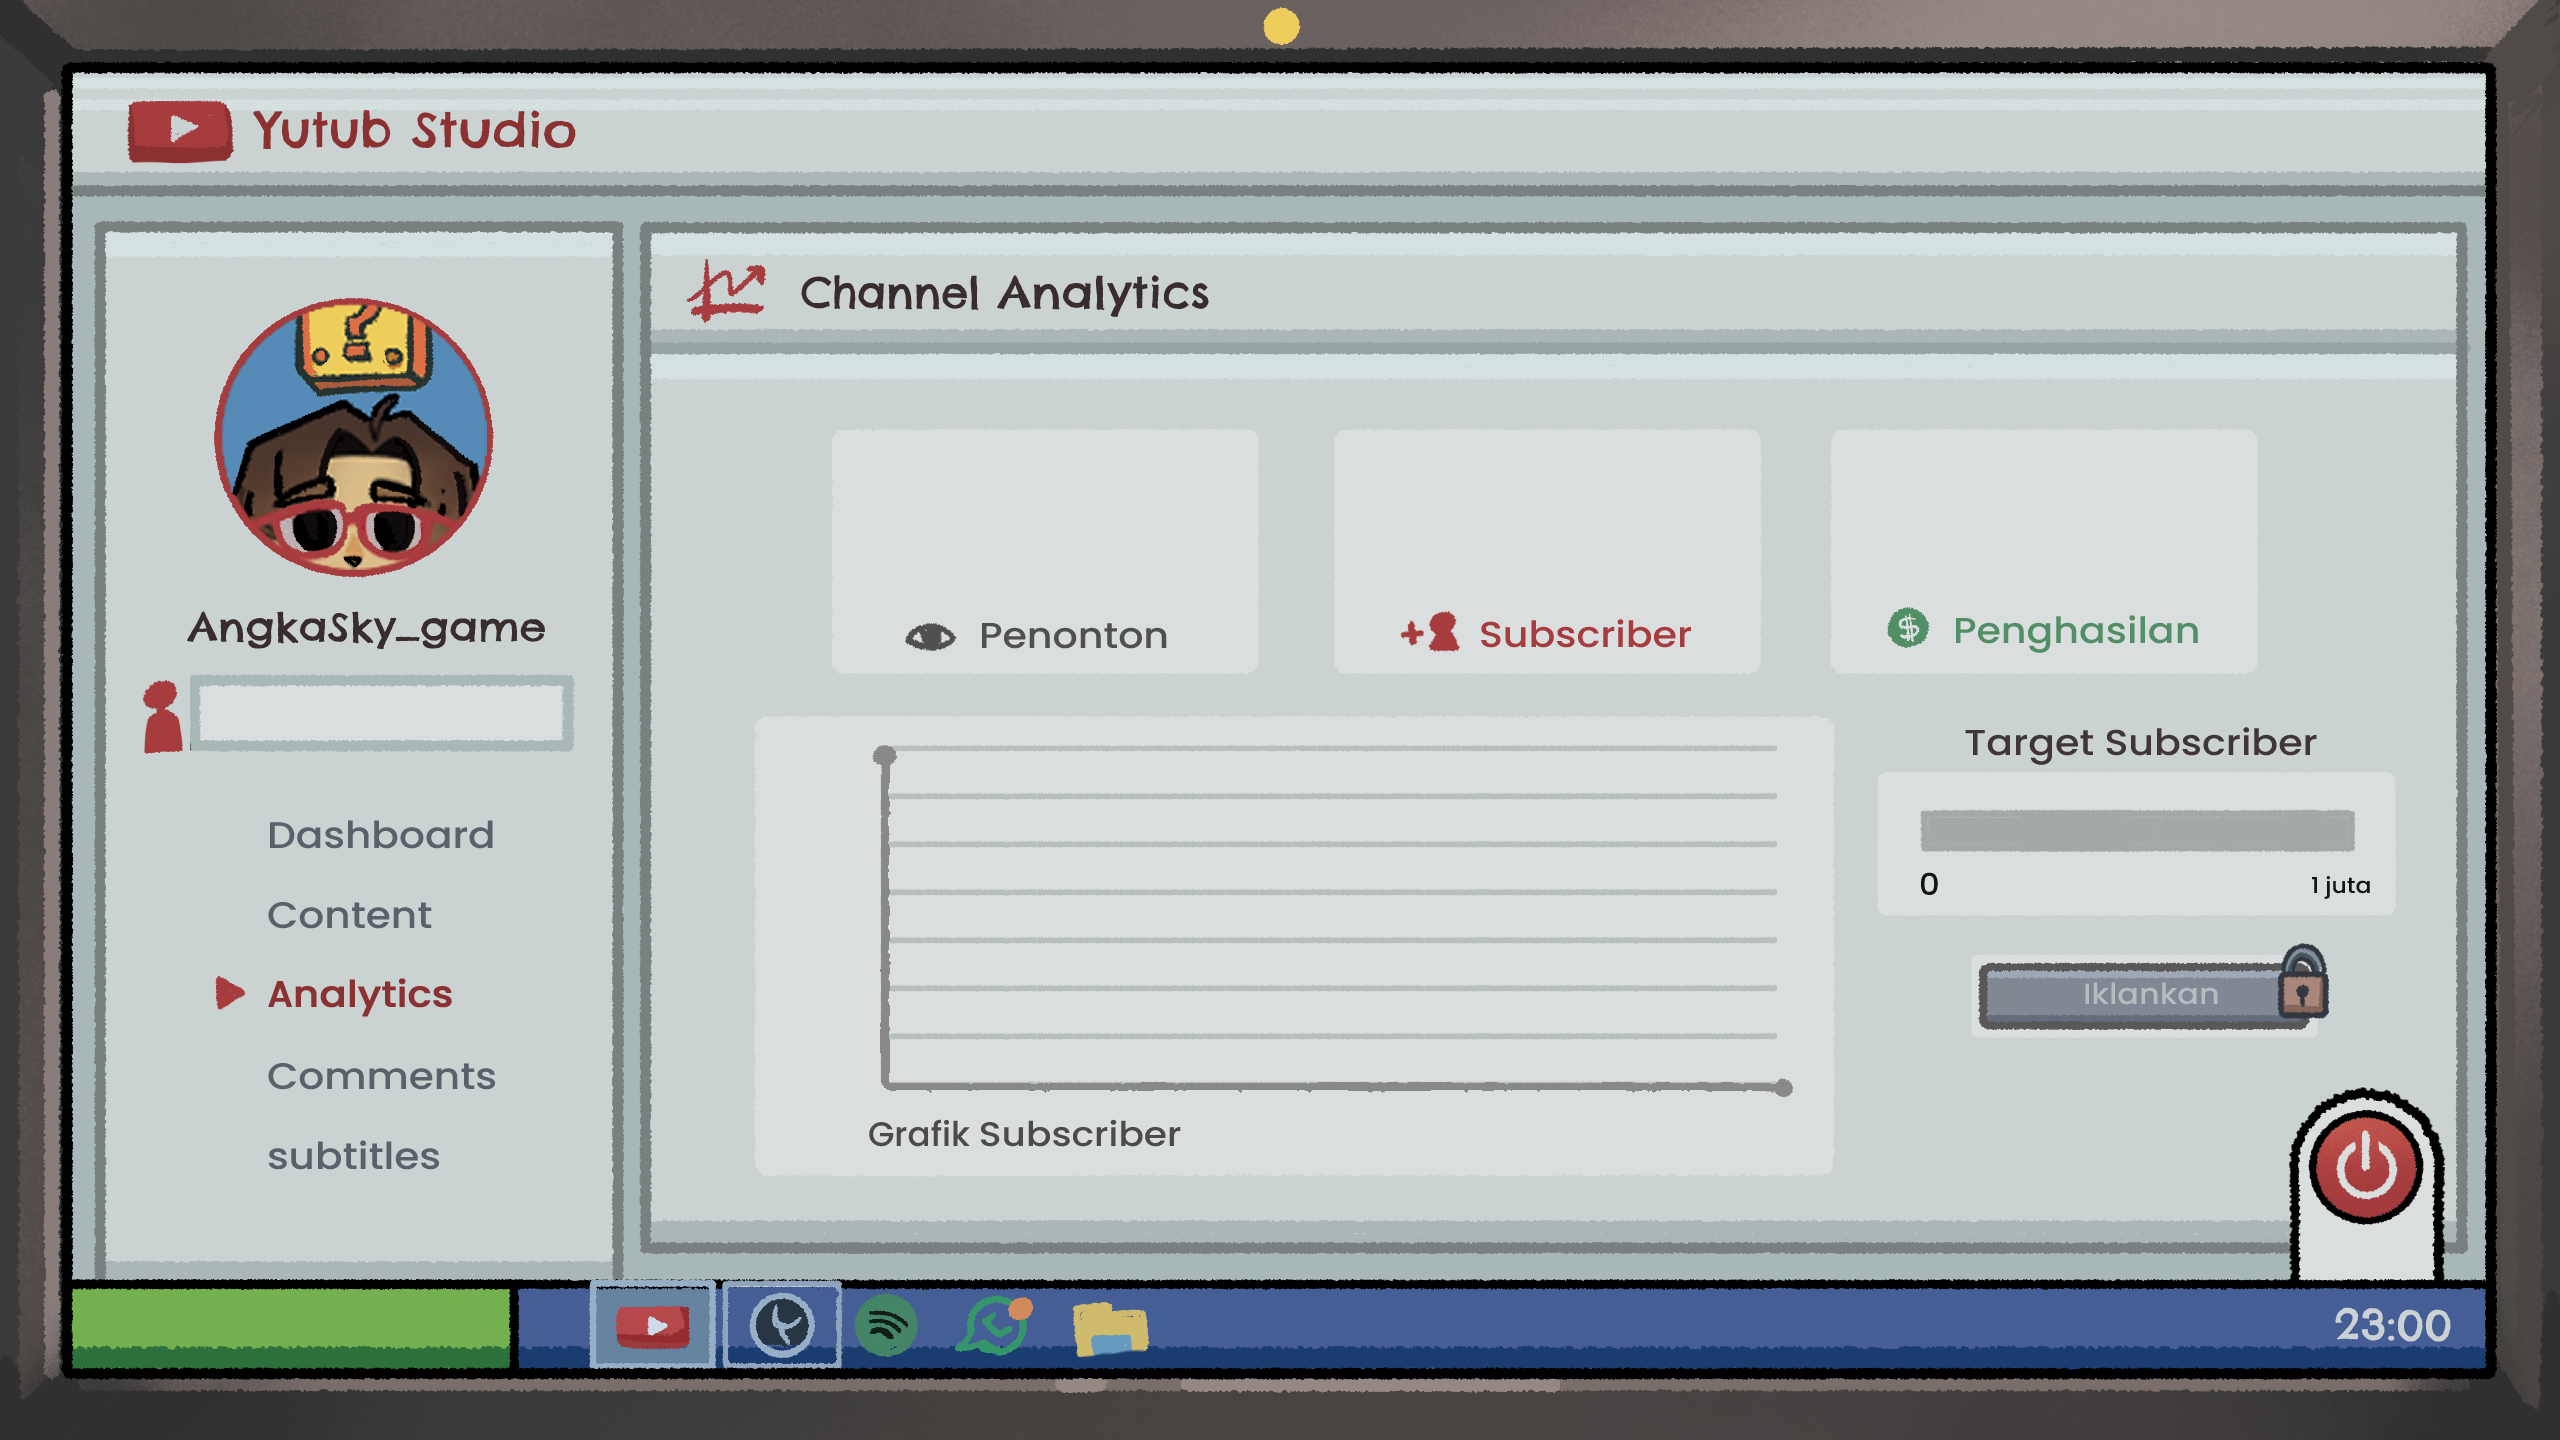 Yutub Studio
AngkaSky_game
Dashboard
Content
Analytics
Comments
subtitles
Channel Analytics
Penonton
Subscriber
Penghasilan
Grafik Subscriber
Target Subscriber
0
1 juta
Iklankan
23:00